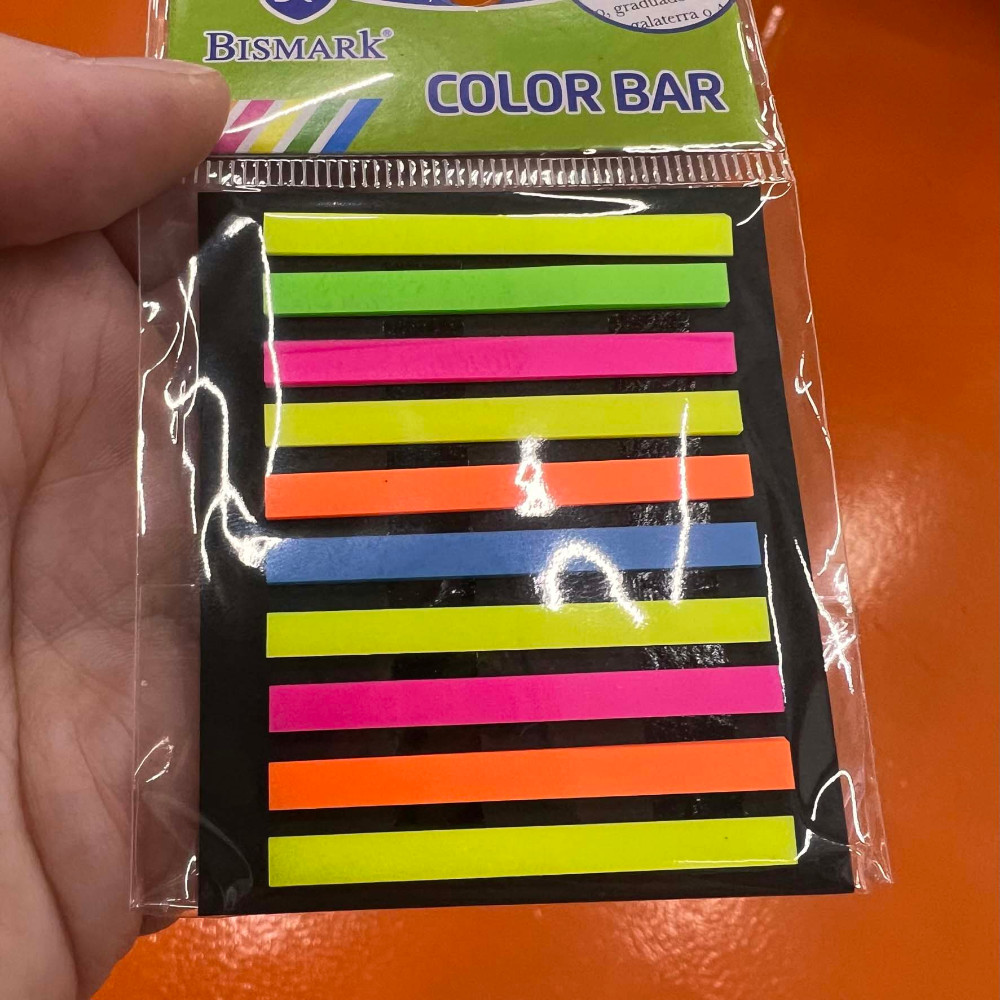 o, graduado
galaterra o
BISMARK®
COLOR BAR